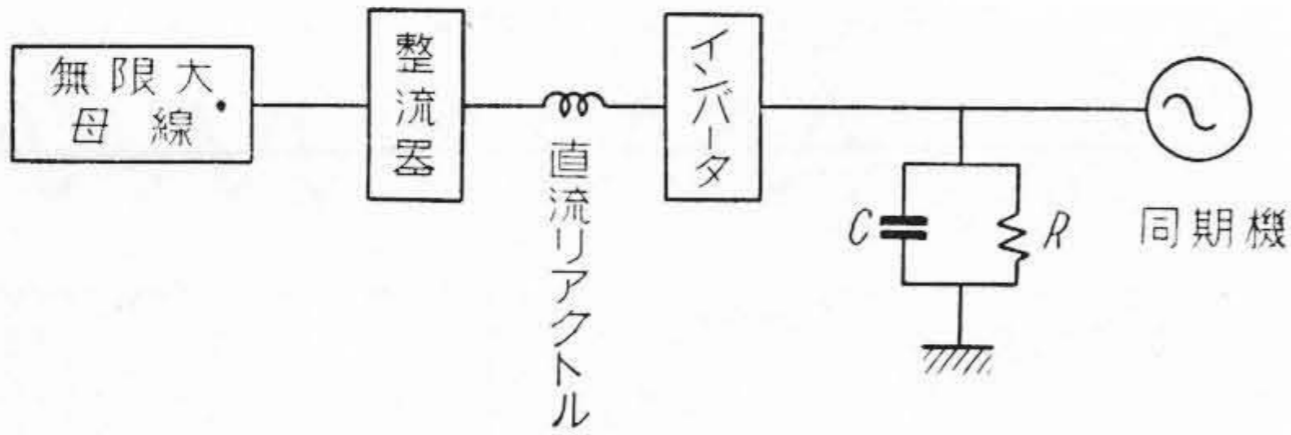 無限大
母線
整流器
直流リアクトル
インバータ
C
R
同期機